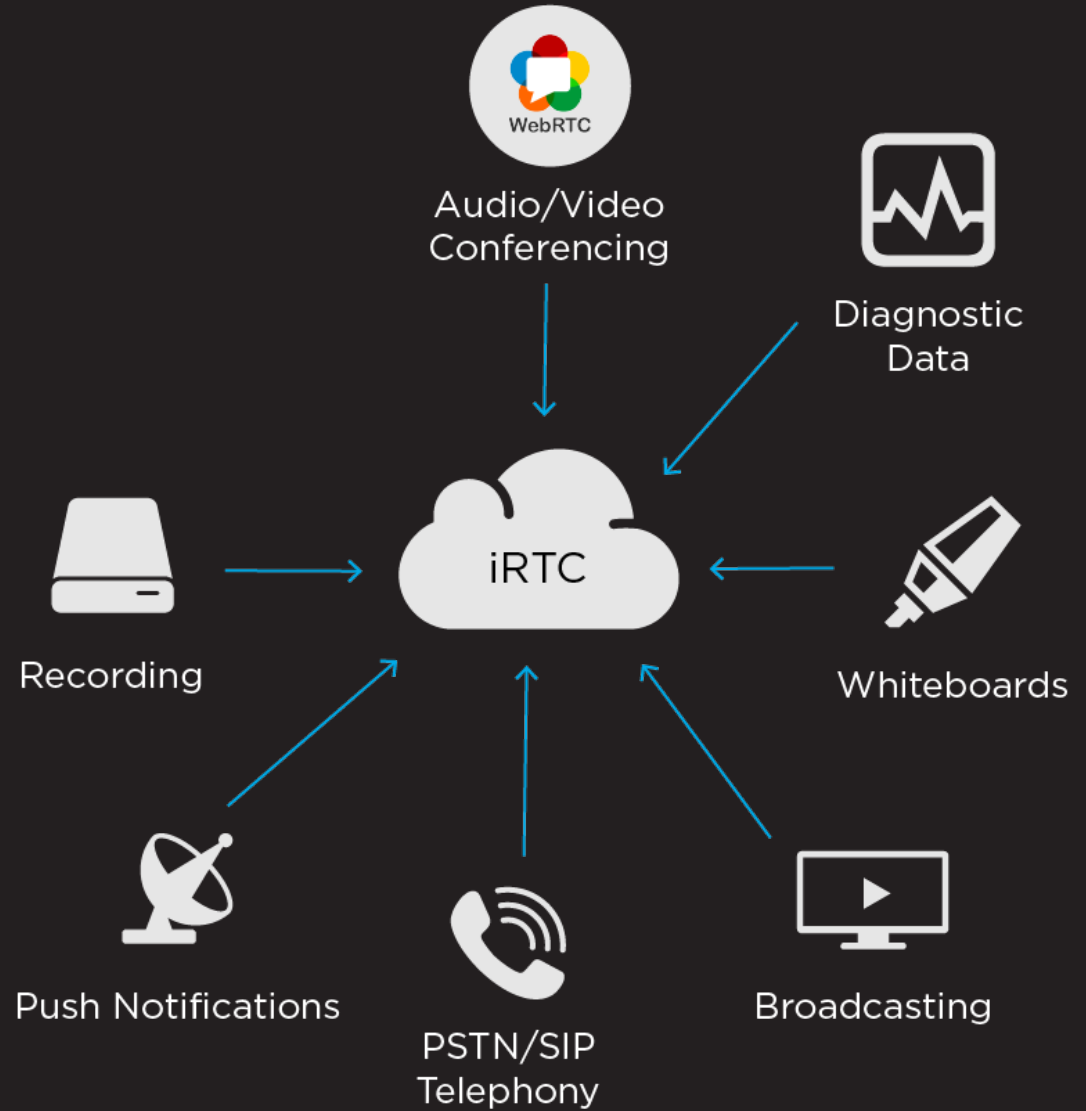 WebRTC
Audio/Video
Conferencing
Diagnostic
Data
iRTC
Recording
Whiteboards
Push Notifications
PSTN/SIP
Telephony
Broadcasting